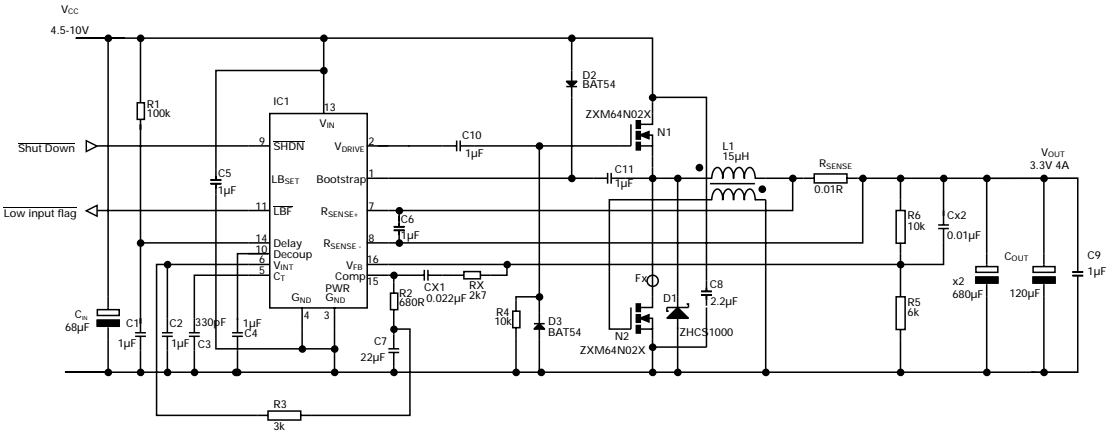 VCC
4.5-10V
R1
100k
Shut Down
Low input flag
CIN
68µF
C1
1µF
C2
1µF
330pF
C3
1µF
C4
C5
1µF
IC1
13
VIN
9
SHDN
VDRIVE
2
LBSET
Bootstrap
1
11
LBF
RSENSE+
7
RSENSE -
8
14
Delay
10
Decoup
6
VINT
VFB
16
5
CT
Comp
15
PWR
GND
GND
4
3
R3
3k
C6
1µF
R2
680R
C7
22µF
CX1
0.022µF
RX
2k7
C10
1µF
R4
10k
D3
BAT54
D2
BAT54
C11
1µF
ZXM64N02X
N1
Fx
N2
ZXM64N02X
D1
ZHCS1000
C8
2.2µF
L1
15µH
RSENSE
0.01R
VOUT
3.3V 4A
R6
10k
Cx2
0.01µF
R5
6k
COUT
x2
680µF
120µF
C9
1µF